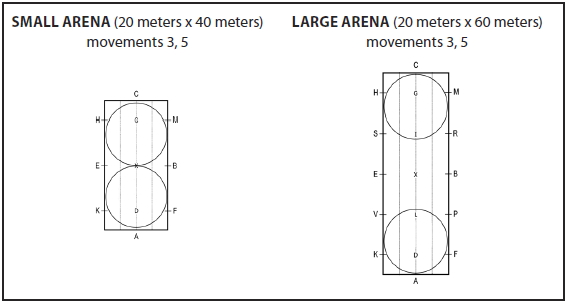 SMALL ARENA (20 meters x 40 meters)
movements 3, 5
C
H G M
E X B
K D F
A
LARGE ARENA (20 meters x 60 meters)
movements 3, 5
C
H G M
S I R
E X B
V L P
K D F
A